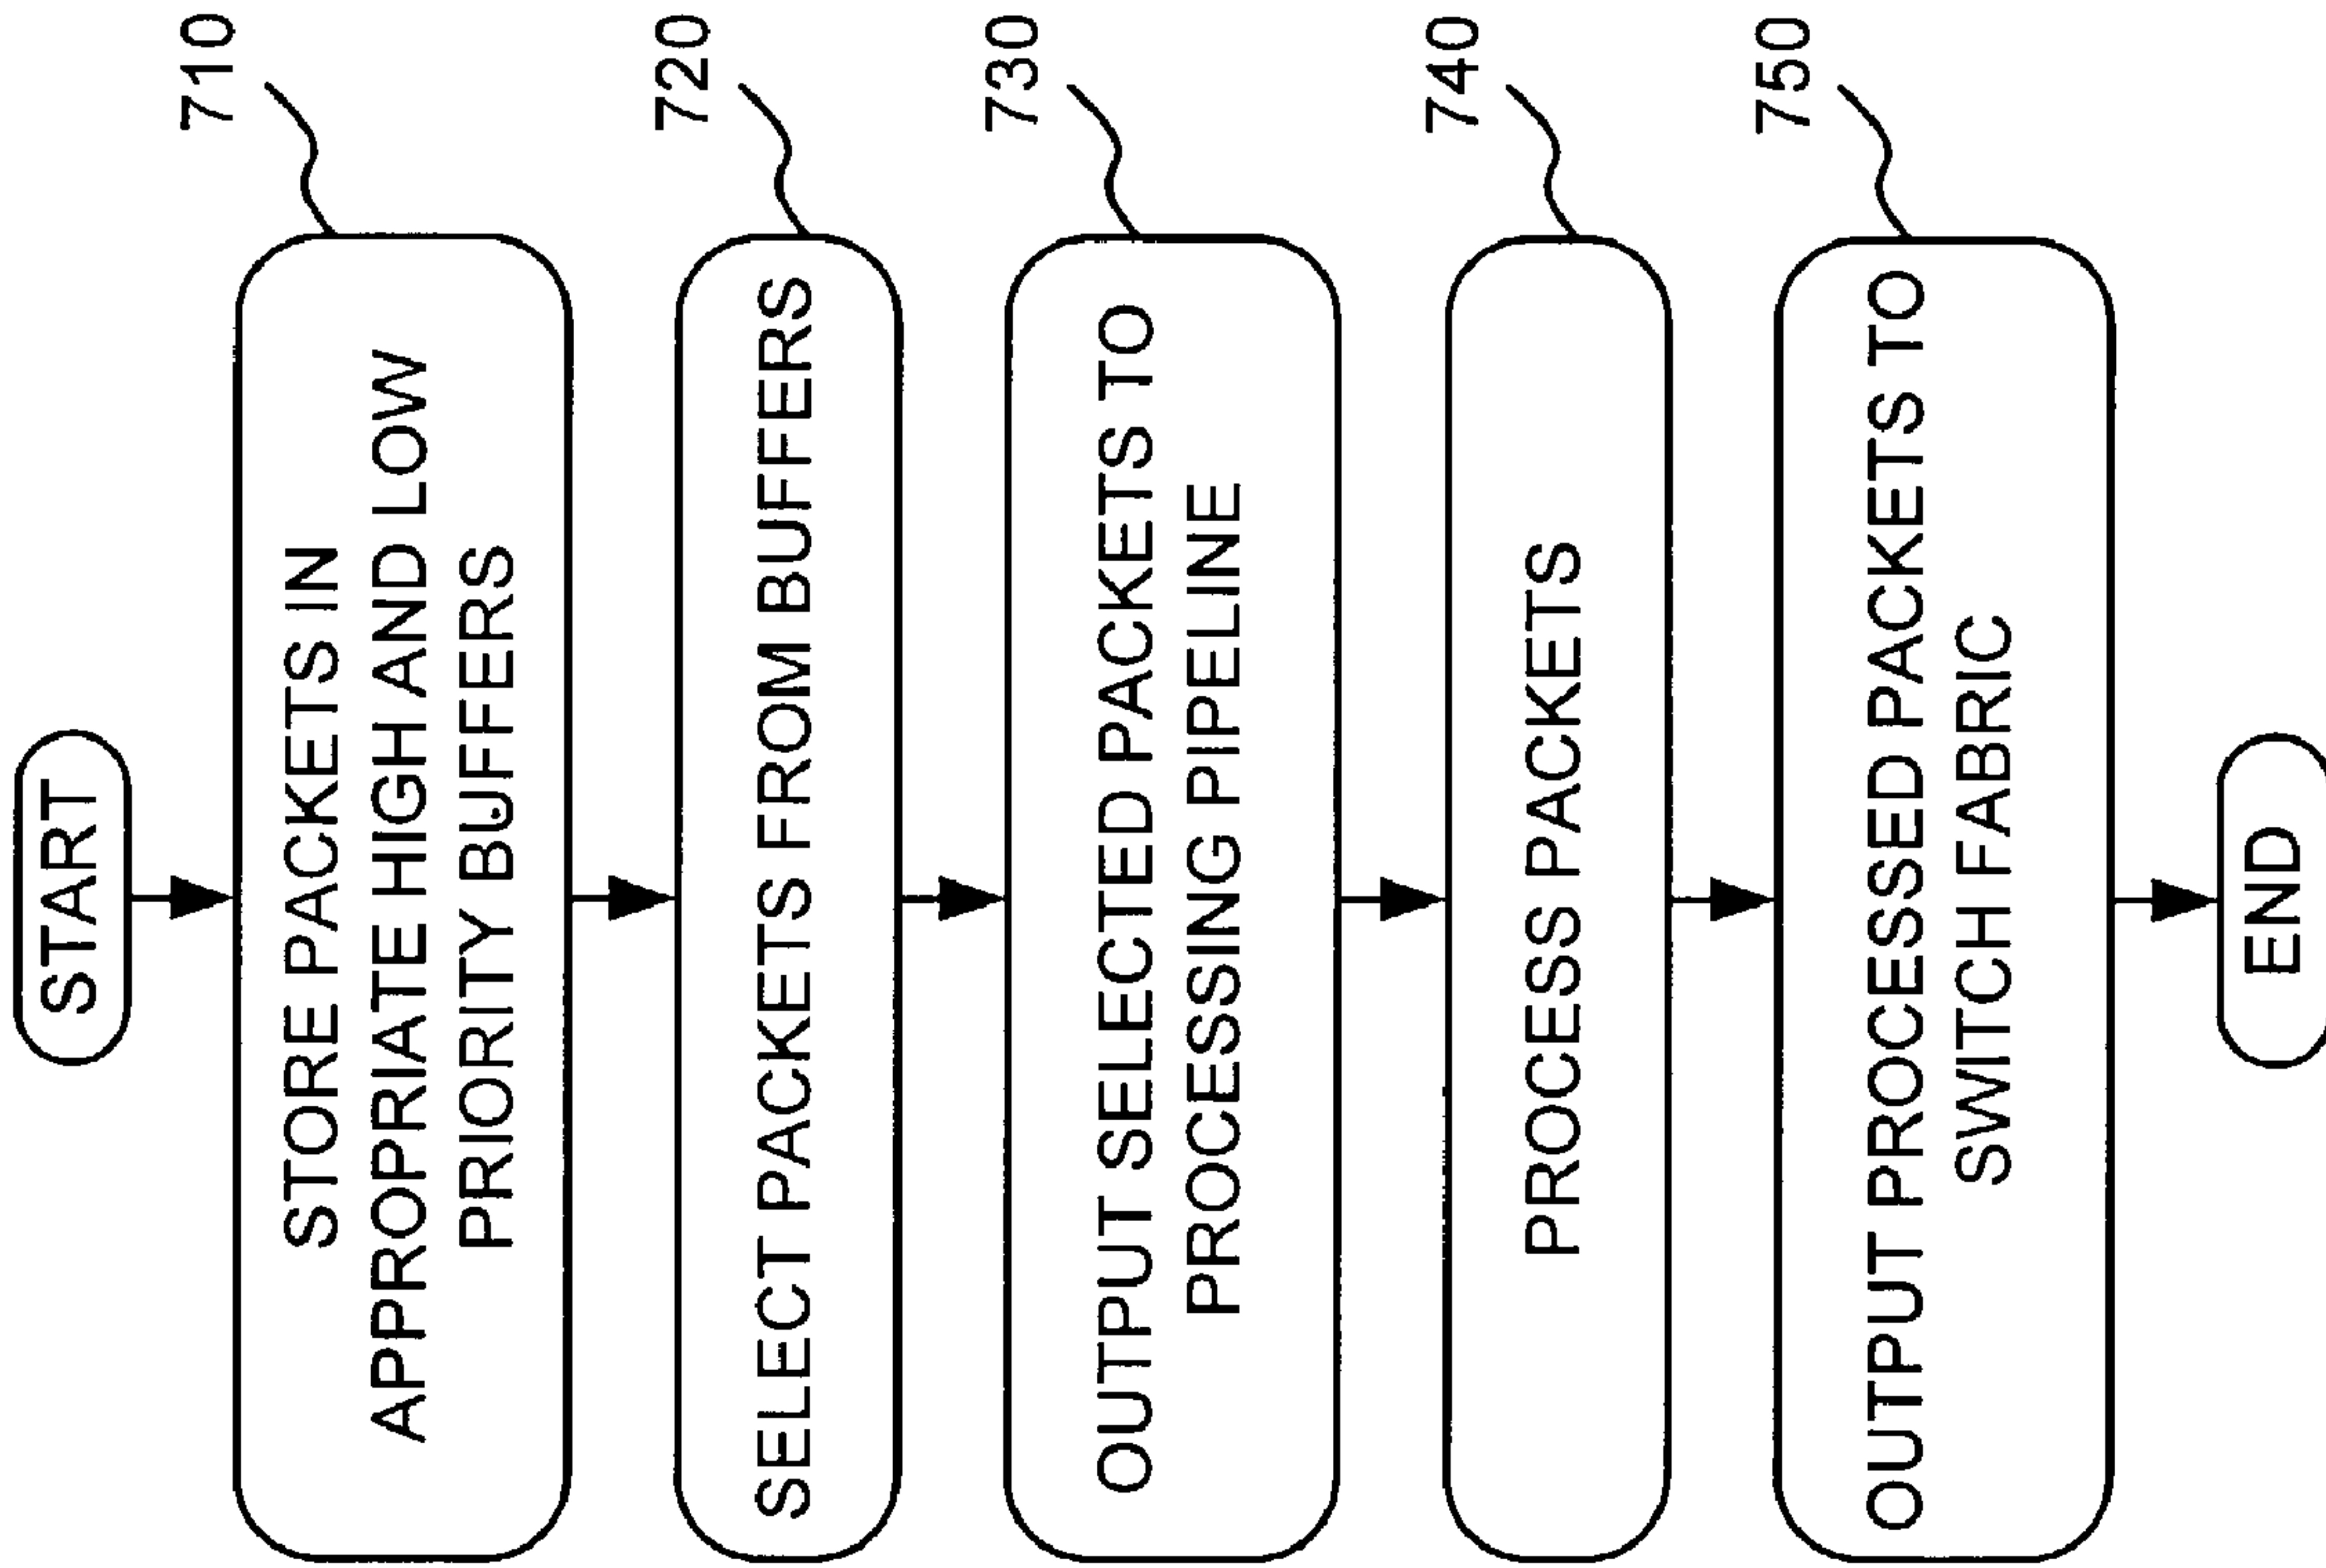 START
STORE PACKETS IN
APPROPRIATE HIGH AND LOW
PRIORITY BUFFERS
710
SELECT PACKETS FROM BUFFERS
720
OUTPUT SELECTED PACKETS TO
PROCESSING PIPELINE
730
PROCESS PACKETS
740
OUTPUT PROCESSED PACKETS TO
SWITCH FABRIC
750
END